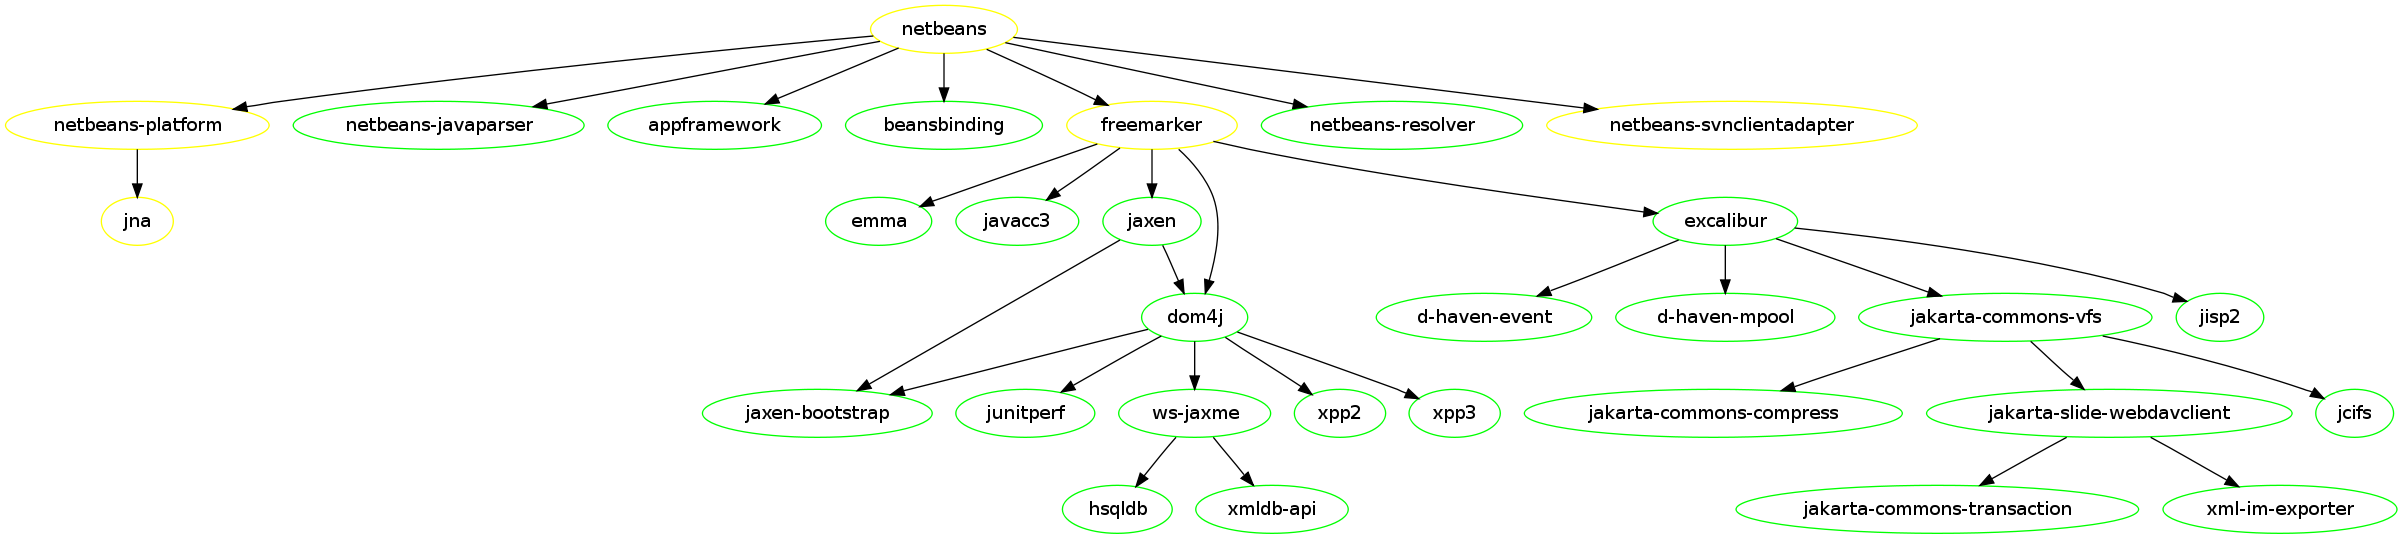 netbeans
netbeans-platform
netbeans-javaparser
appframework
beansbinding
freemarker
netbeans-resolver
netbeans-svnclientadapter
jna
emma
javacc3
jaxen
excalibur
dom4j
d-haven-event
d-haven-mpool
jakarta-commons-vfs
jisp2
jaxen-bootstrap
junitperf
ws-jaxme
xpp2
xpp3
jakarta-commons-compress
jakarta-slide-webdavclient
jcifs
hsqldb
xmldb-api
jakarta-commons-transaction
xml-im-exporter